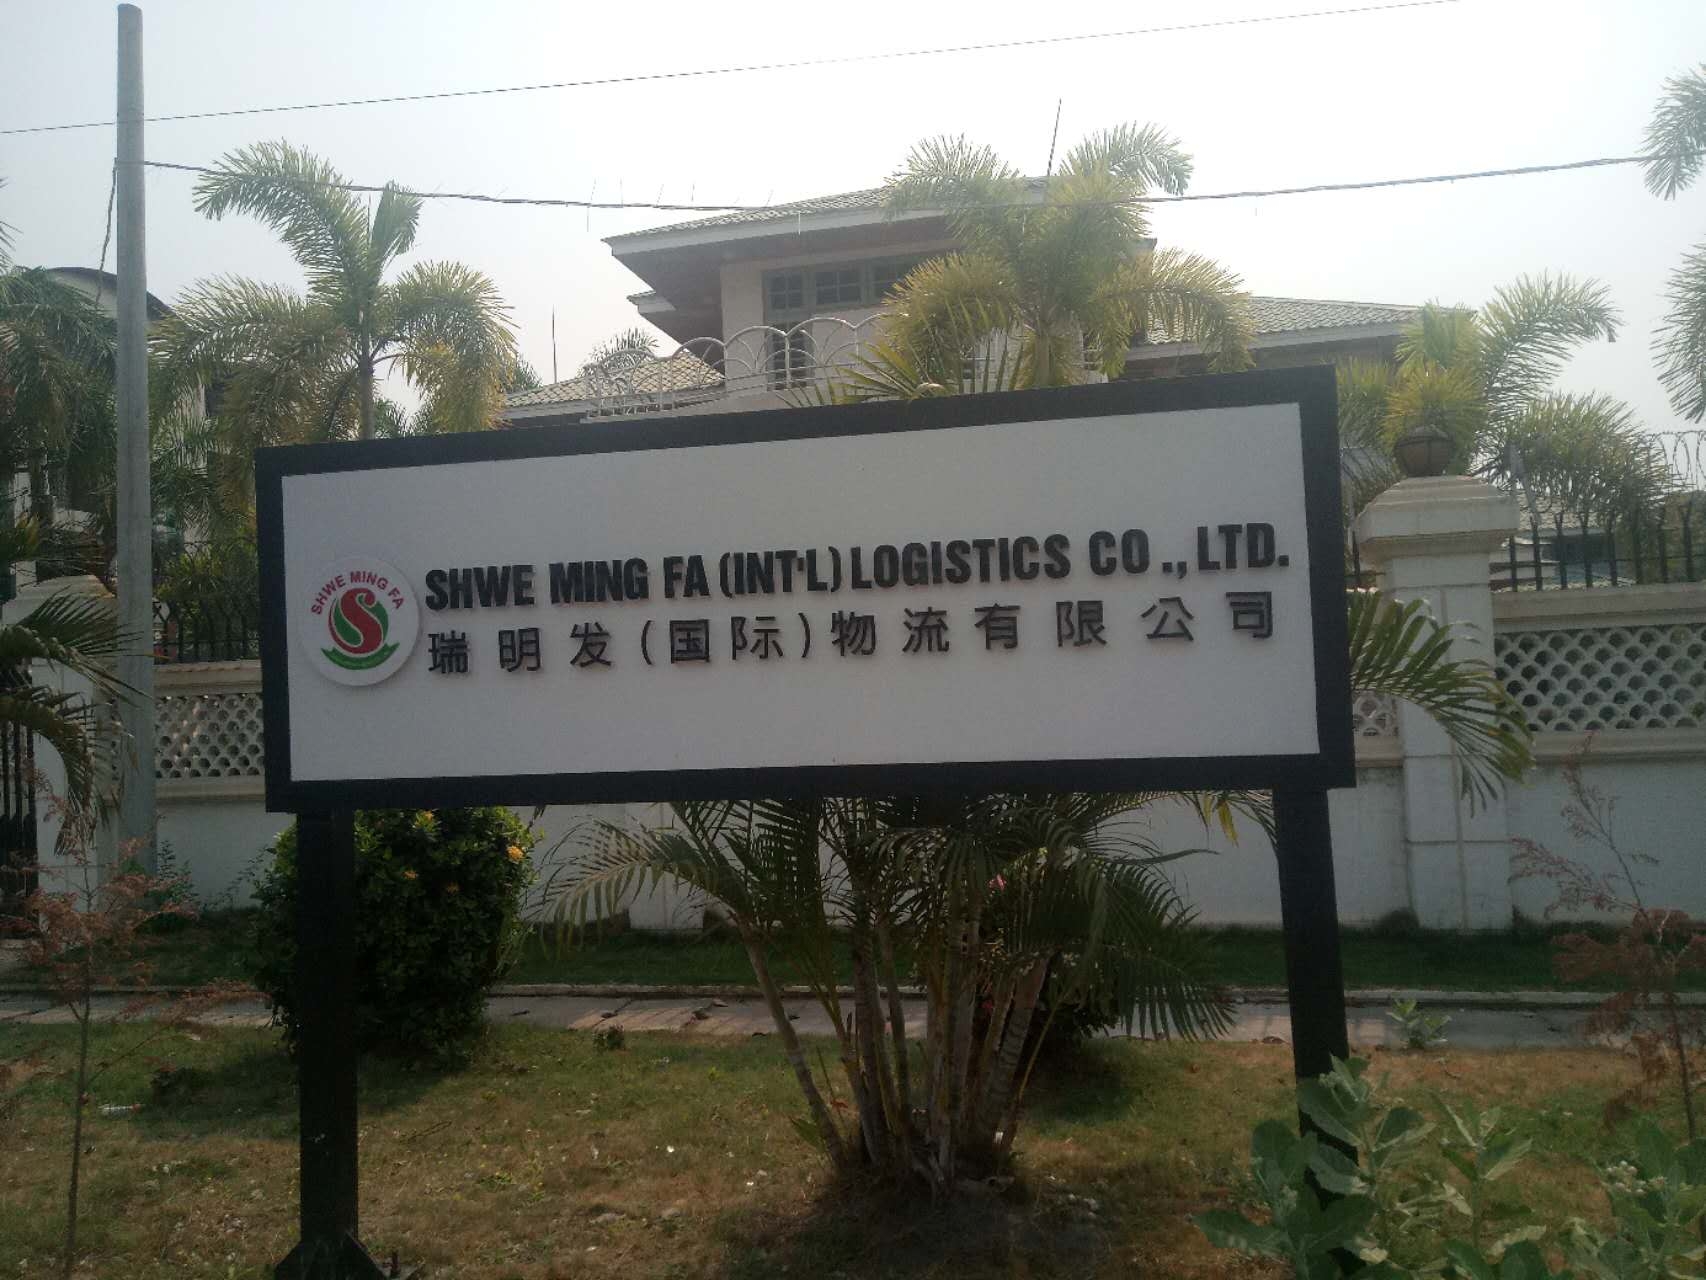 SHWE MING FA
S
SHWE MING FA (INT'L) LOGISTICS CO ., LTD.
瑞明发(国际)物流有限公司